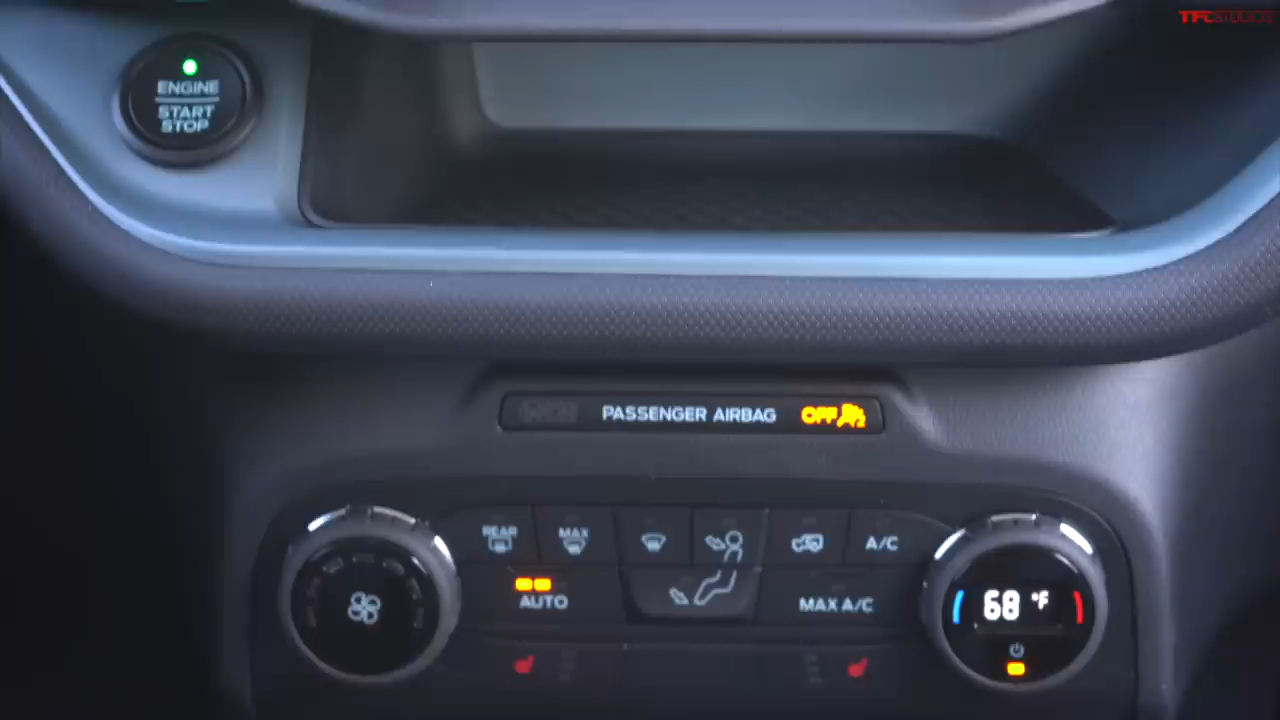 TFLSTUDIOS
ENGINE
START
STOP
PASSENGER AIRBAG OFF
REAR
MAX
A/C
AUTO
MAX A/C
68 °F